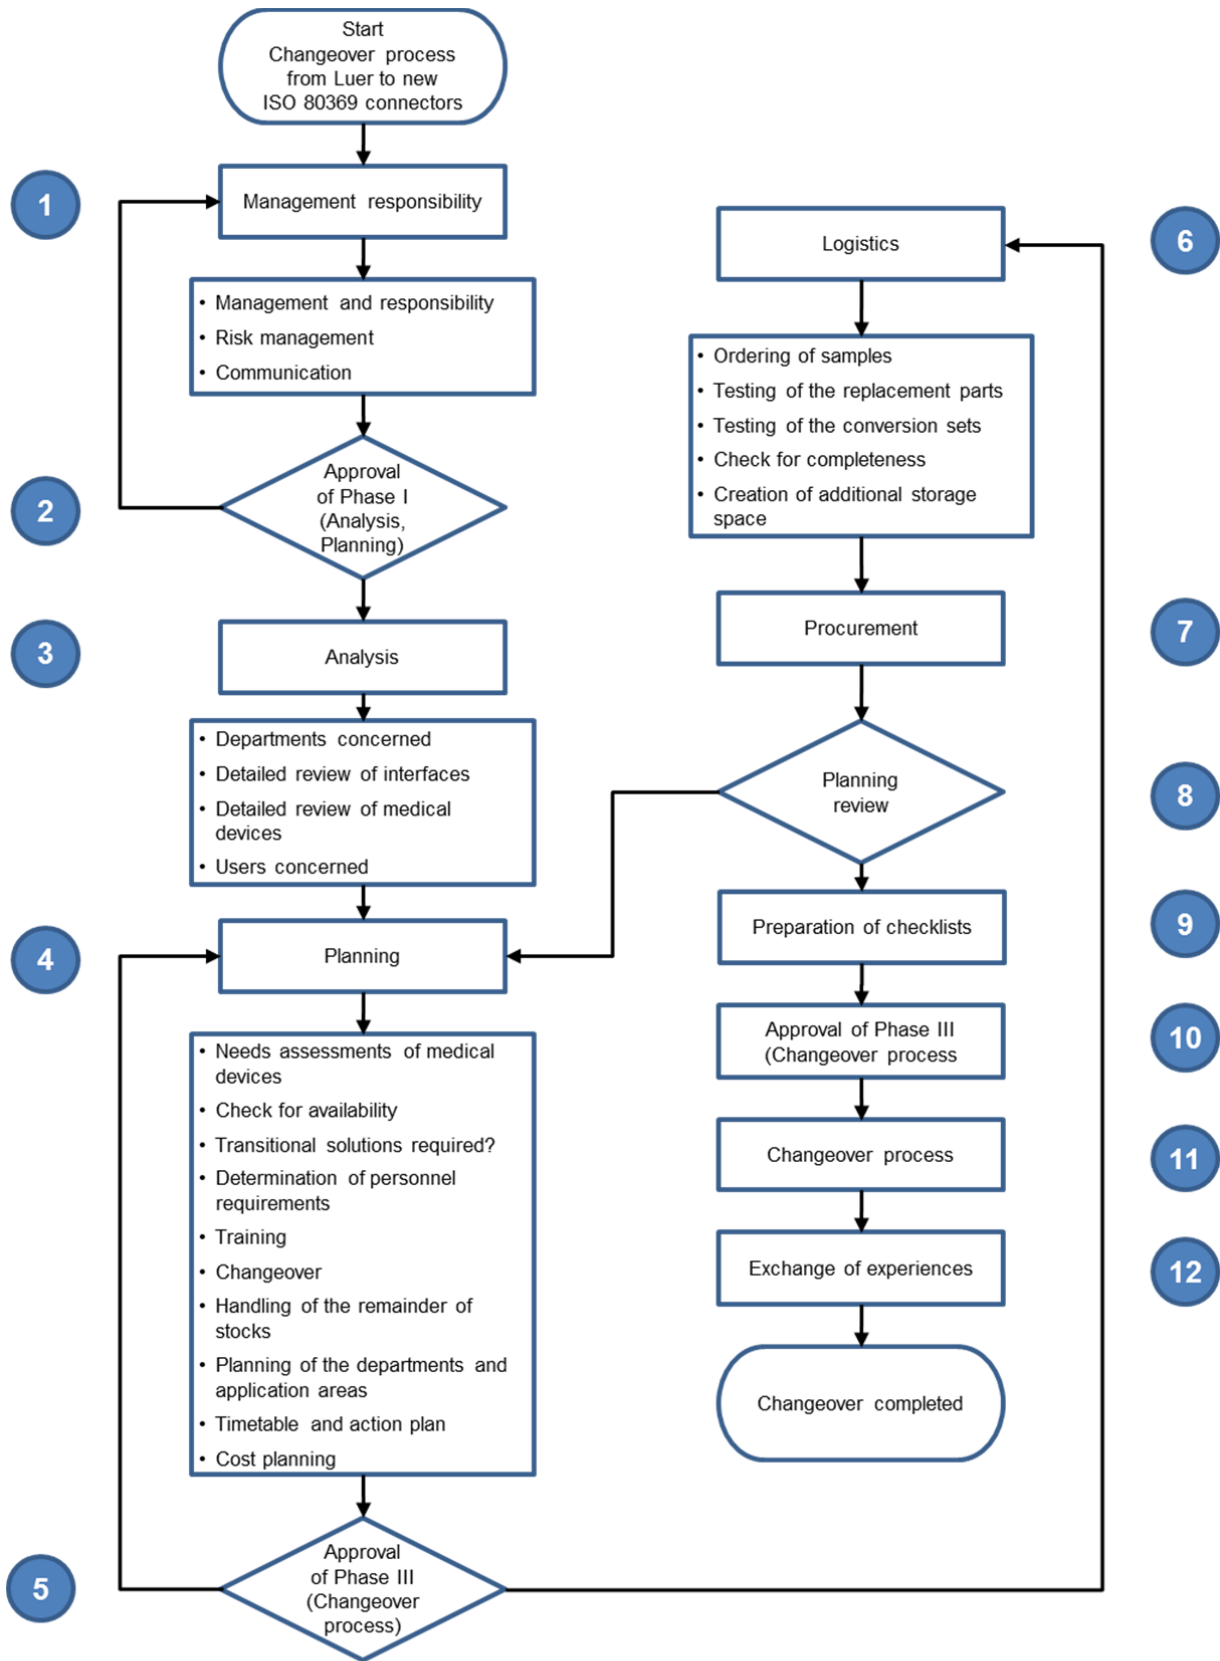 Start
Changeover process
from Luer to new
ISO 80369 connectors
1
Management responsibility
• Management and responsibility
• Risk management
• Communication
2
Approval
of Phase I
(Analysis,
Planning)
3
Analysis
• Departments concerned
• Detailed review of interfaces
• Detailed review of medical
devices
• Users concerned
4
Planning
• Needs assessments of medical
devices
• Check for availability
• Transitional solutions required?
• Determination of personnel
requirements
• Training
• Changeover
• Handling of the remainder of
stocks
• Planning of the departments and
application areas
• Timetable and action plan
• Cost planning
5
Approval
of Phase III
(Changeover
process)
Logistics
6
• Ordering of samples
• Testing of the replacement parts
• Testing of the conversion sets
• Check for completeness
• Creation of additional storage
space
Procurement
7
Planning
review
8
Preparation of checklists
9
Approval of Phase III
(Changeover process
10
Changeover process
11
Exchange of experiences
12
Changeover completed